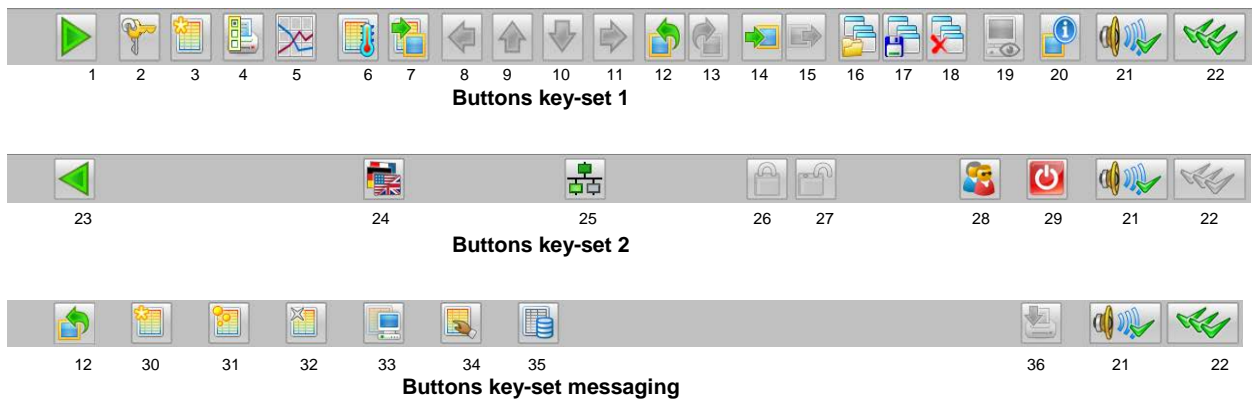 1 2 3 4 5 6 7 8 9 10 11 12 13 14 15 16 17 18 19 20 21 22
Buttons key-set 1
23 24 25 26 27 28 29 21 22
Buttons key-set 2
12 30 31 32 33 34 35 36 21 22
Buttons key-set messaging